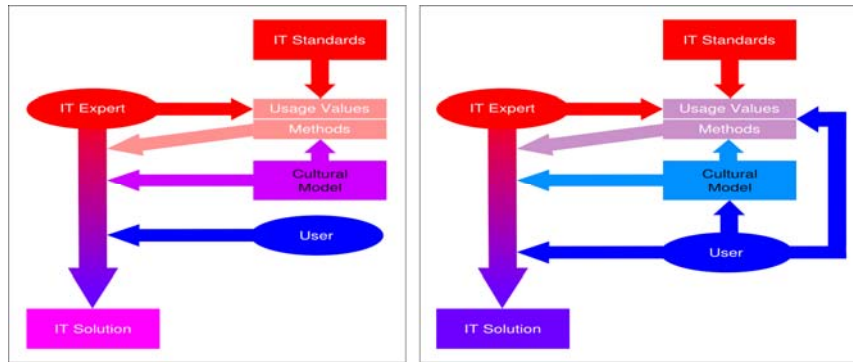 IT Standards
IT Expert
Usage Values
Methods
Cultural
Model
User
IT Solution
IT Standards
IT Expert
Usage Values
Methods
Cultural
Model
User
IT Solution